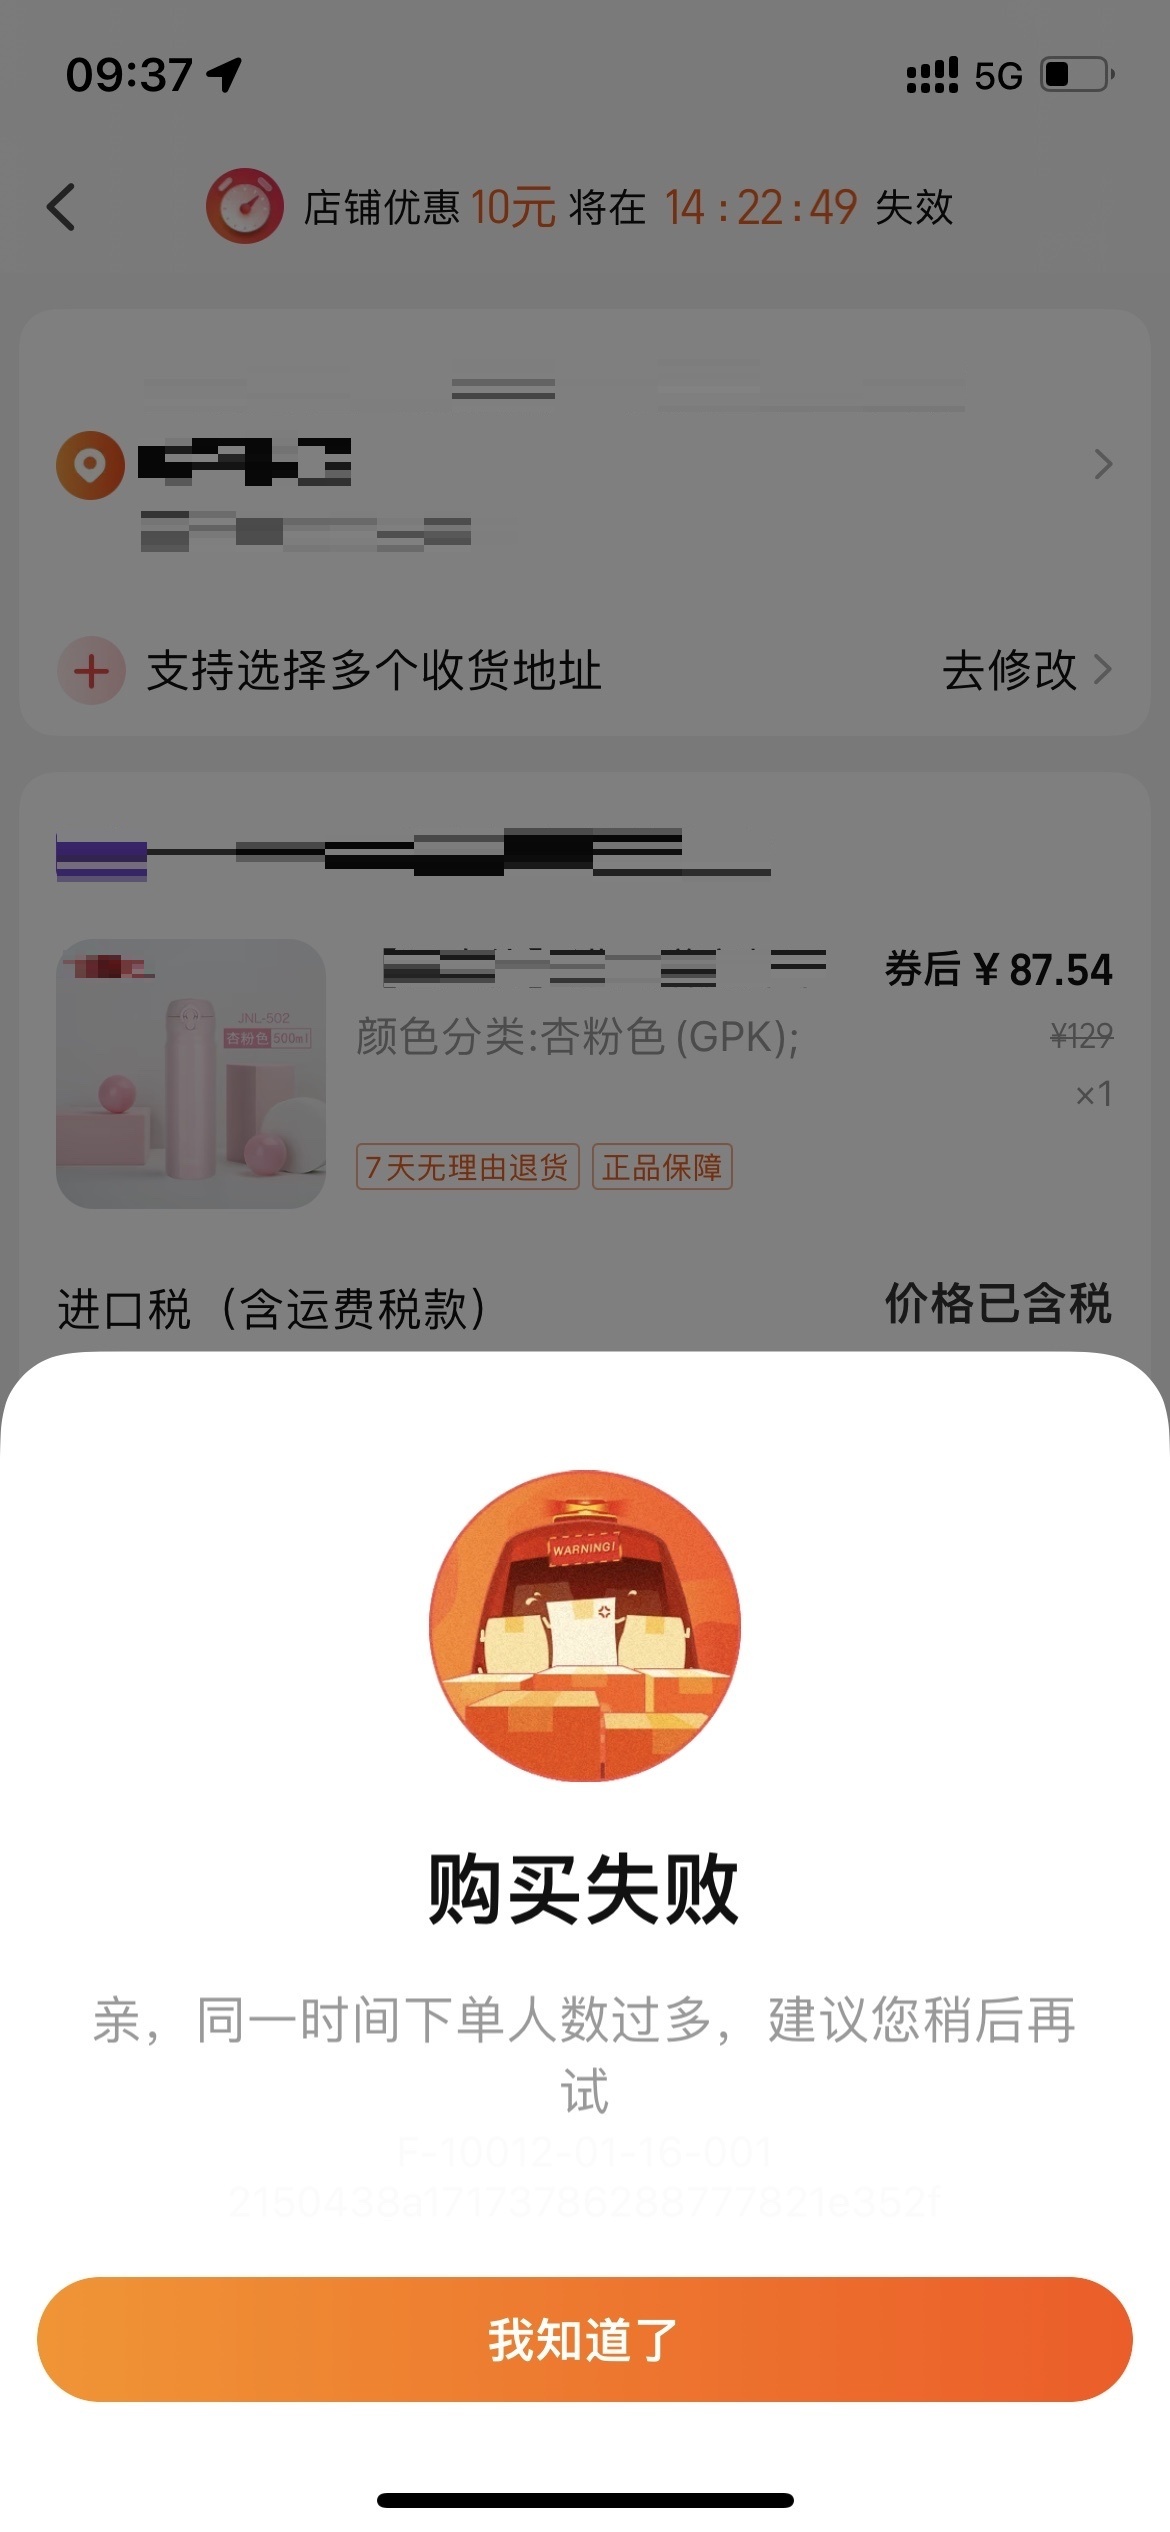 09:37
5G
店铺优惠 10元 将在 14:22:49 失效
支持选择多个收货地址
去修改
券后 ¥87.54
颜色分类:杏粉色(GPK);
¥129
×1
JNL-502
杏粉色 500ml
7天无理由退货
正品保障
进口税（含运费税款）
价格已含税
WARNING!
购买失败
亲，同一时间下单人数过多，建议您稍后再
试
F-10012-01-16-001
2150438a17173786288777821e352f
我知道了